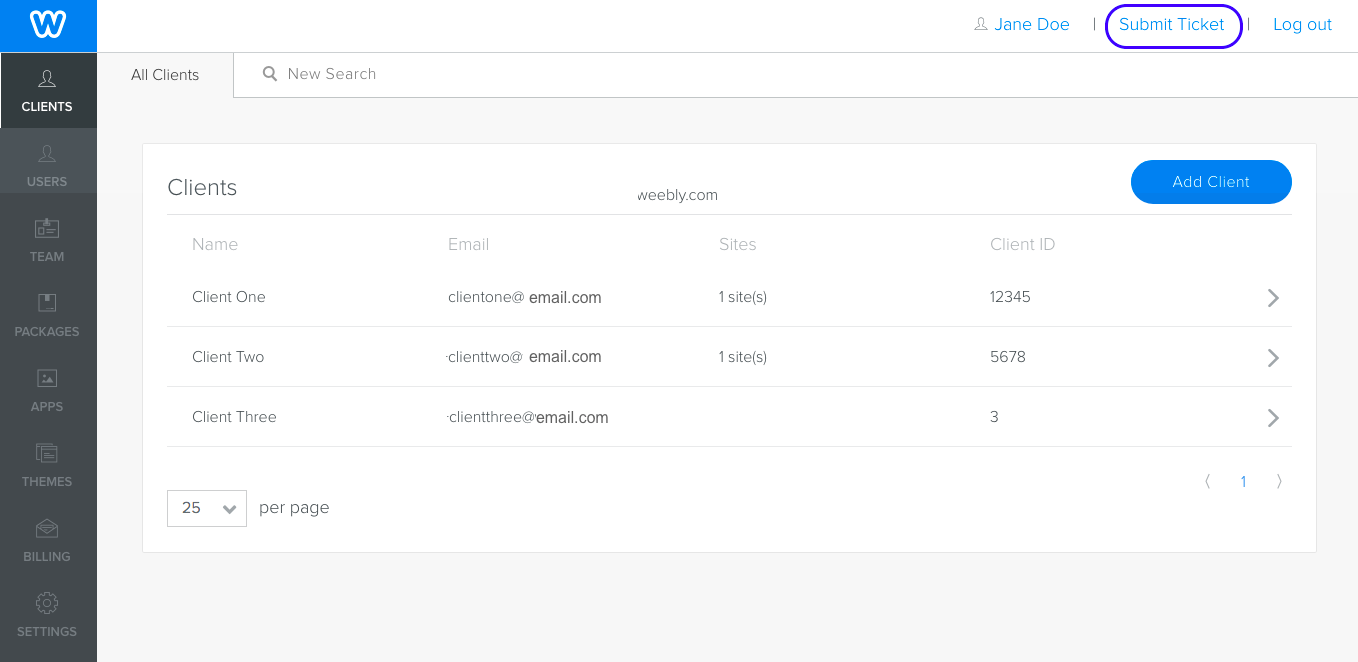 Jane Doe | Submit Ticket | Log out
All Clients
New Search
CLIENTS
USERS
TEAM
PACKAGES
APPS
THEMES
BILLING
SETTINGS
Clients
weebly.com
Add Client
Name Email Sites Client ID
Client One clientone@ email.com 1 site(s) 12345
Client Two clienttwo@ email.com 1 site(s) 5678
Client Three clientthree@email.com 3
1
25 per page